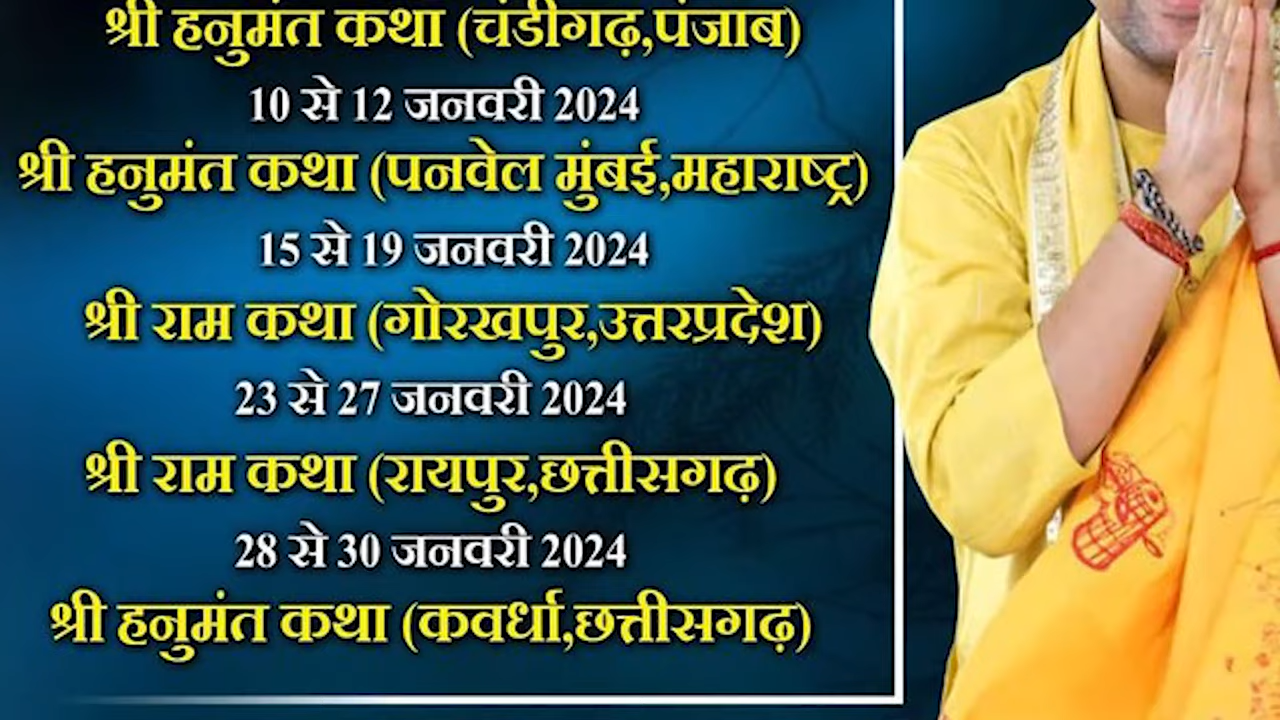 श्री हनुमंत कथा (चंडीगढ़,पंजाब)
10 से 12 जनवरी 2024
श्री हनुमंत कथा (पनवेल मुंबई,महाराष्ट्र)
15 से 19 जनवरी 2024
श्री राम कथा (गोरखपुर,उत्तरप्रदेश)
23 से 27 जनवरी 2024
श्री राम कथा (रायपुर,छत्तीसगढ़)
28 से 30 जनवरी 2024
श्री हनुमंत कथा (कवर्धा,छत्तीसगढ़)